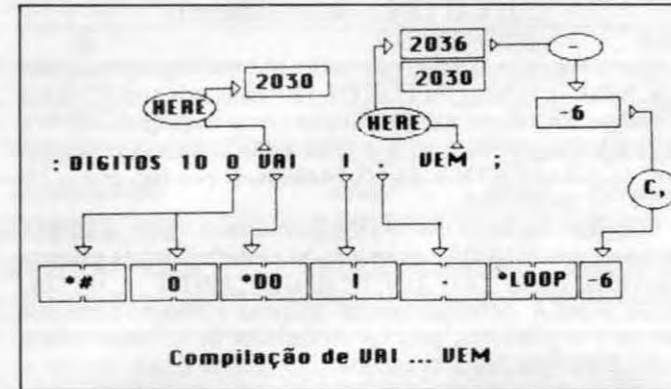 2036 -
2030 2030
HERE HERE -6
: DIGITOS 10 0 VAI I . VEM ;
C,
*# 0 *DO I . *LOOP -6
Compilação de VAI ... VEM